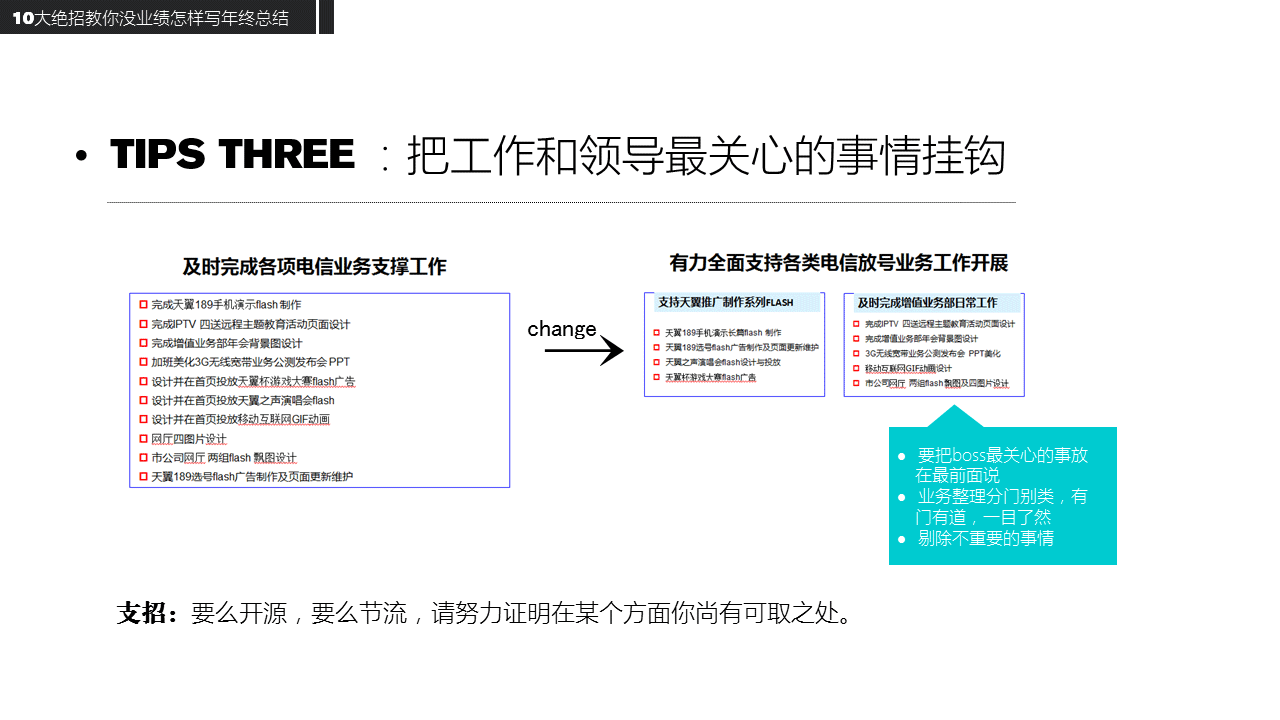 10大绝招教你没业绩怎样写年终总结
• TIPS THREE ：把工作和领导最关心的事情挂钩
及时完成各项电信业务支撑工作
完成天翼189手机演示flash 制作
完成IPTV 四送远程主题教育活动页面设计
完成增值业务部年会背景图设计
加班美化3G无线宽带业务公测发布会 PPT
设计并在首页投放天翼杯游戏大赛flash广告
设计并在首页投放天翼之声演唱会flash
设计并在首页投放移动互联网GIF动画
网厅四图片设计
市公司网厅 两组flash 飘图设计
天翼189选号flash广告制作及页面更新维护
change
有力全面支持各类电信放号业务工作开展
支持天翼推广制作系列FLASH
天翼189手机演示长篇flash 制作
天翼189选号flash广告制作及页面更新维护
天翼之声演唱会flash设计与投放
天翼杯游戏大赛flash广告
及时完成增值业务部日常工作
完成IPTV 四送远程主题教育活动页面设计
完成增值业务部年会背景图设计
3G无线宽带业务公测发布会 PPT美化
移动互联网GIF动画设计
市公司网厅 两组flash飘图及四图片设计
● 要把boss最关心的事放
在最前面说
● 业务整理分门别类，有
门有道，一目了然
● 剔除不重要的事情
支招：要么开源，要么节流，请努力证明在某个方面你尚有可取之处。